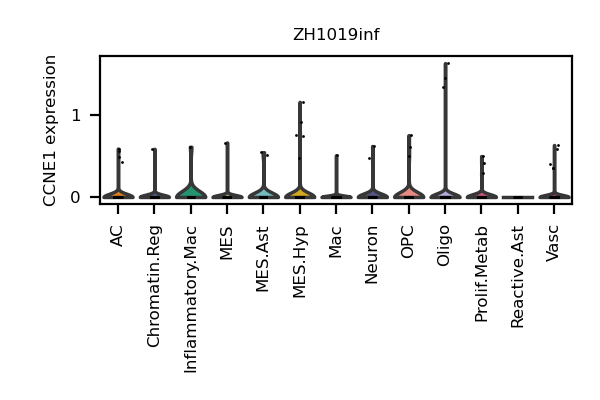 ZH1019inf
CCNE1 expression
1
0
AC
Chromatin.Reg
Inflammatory.Mac
MES
MES.Ast
MES.Hyp
Mac
Neuron
OPC
Oligo
Prolif.Metab
Reactive.Ast
Vasc